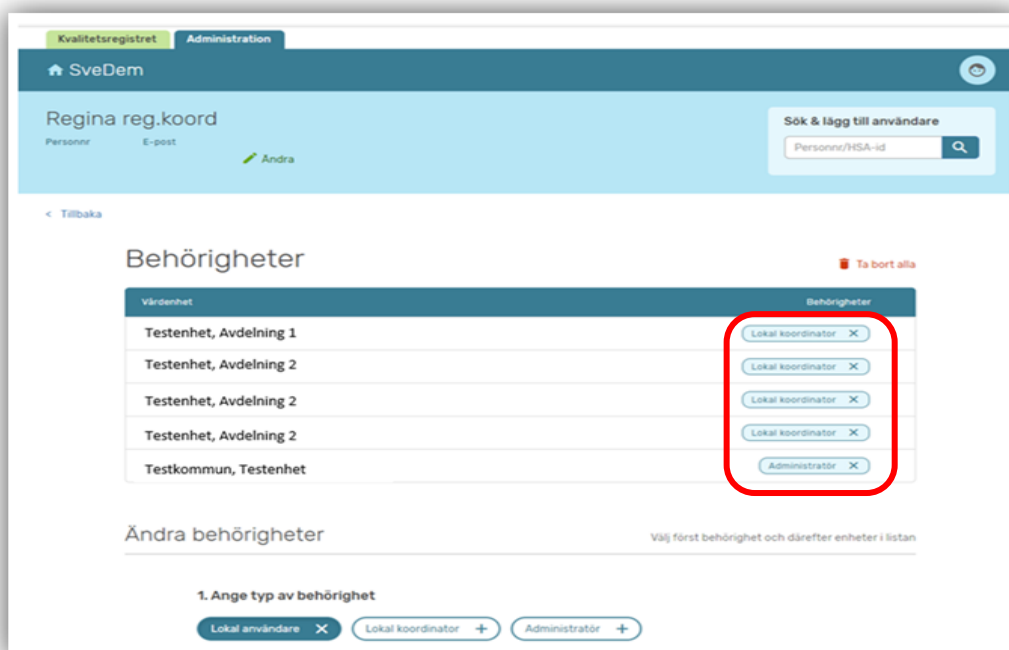 Kvalitetsregistret Administration
SveDem
Regina reg.koord
Personnr E-post
Ändra
Sök & lägg till användare
Personnr/HSA-id
< Tillbaka
Behörigheter
Ta bort alla
Vårdenhet Behörigheter
Testenhet, Avdelning 1 Lokal koordinator X
Testenhet, Avdelning 2 Lokal koordinator X
Testenhet, Avdelning 2 Lokal koordinator X
Testenhet, Avdelning 2 Lokal koordinator X
Testkommun, Testenhet Administratör X
Ändra behörigheter Välj först behörighet och därefter enheter i listan
1. Ange typ av behörighet
Lokal användare X Lokal koordinator + Administratör +